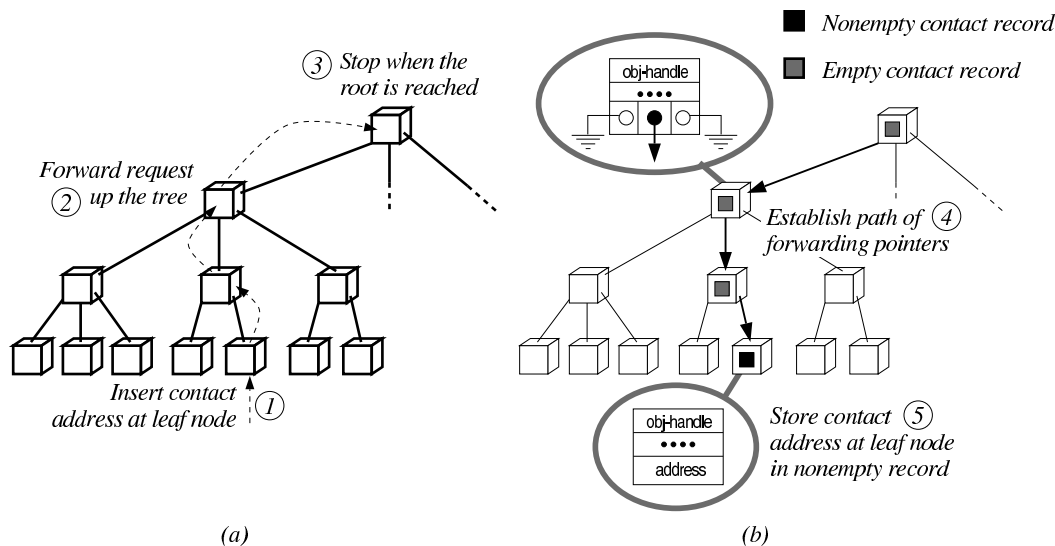 3 Stop when the
root is reached
Forward request
2 up the tree
Insert contact
address at leaf node 1
(a)
Nonempty contact record
Empty contact record
obj-handle
Establish path of 4
forwarding pointers
obj-handle
address
Store contact 5
address at leaf node
in nonempty record
(b)